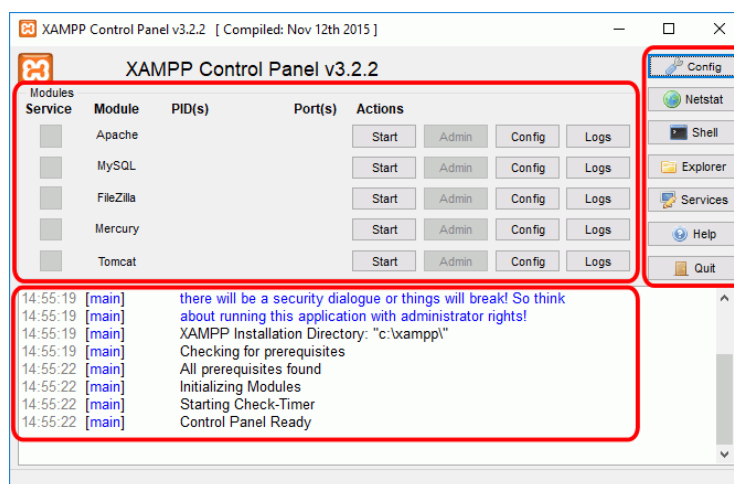 XAMPP Control Panel v3.2.2 [ Compiled: Nov 12th 2015 ]
XAMPP Control Panel v3.2.2
Config
Modules
Service Module PID(s) Port(s) Actions
Netstat
Apache Start Admin Config Logs
Shell
MySQL Start Admin Config Logs
Explorer
FileZilla Start Admin Config Logs
Services
Mercury Start Admin Config Logs
Help
Tomcat Start Admin Config Logs
Quit
14:55:19 [main] there will be a security dialogue or things will break! So think
14:55:19 [main] about running this application with administrator rights!
14:55:19 [main] XAMPP Installation Directory: "c:\xampp\"
14:55:19 [main] Checking for prerequisites
14:55:22 [main] All prerequisites found
14:55:22 [main] Initializing Modules
14:55:22 [main] Starting Check-Timer
14:55:22 [main] Control Panel Ready